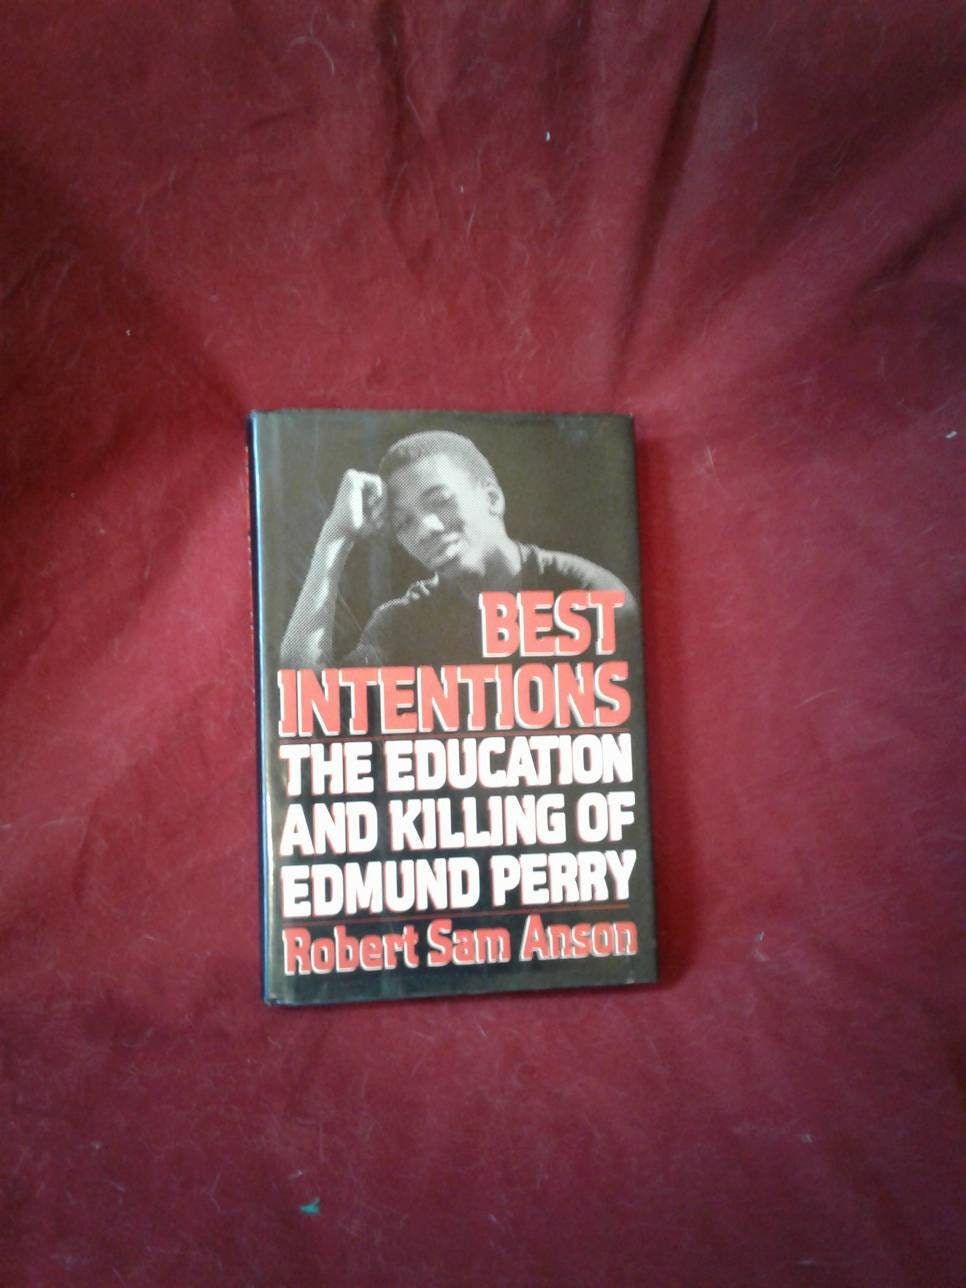 BEST
INTENTIONS
THE EDUCATION
AND KILLING OF
EDMUND PERRY
Robert Sam Anson